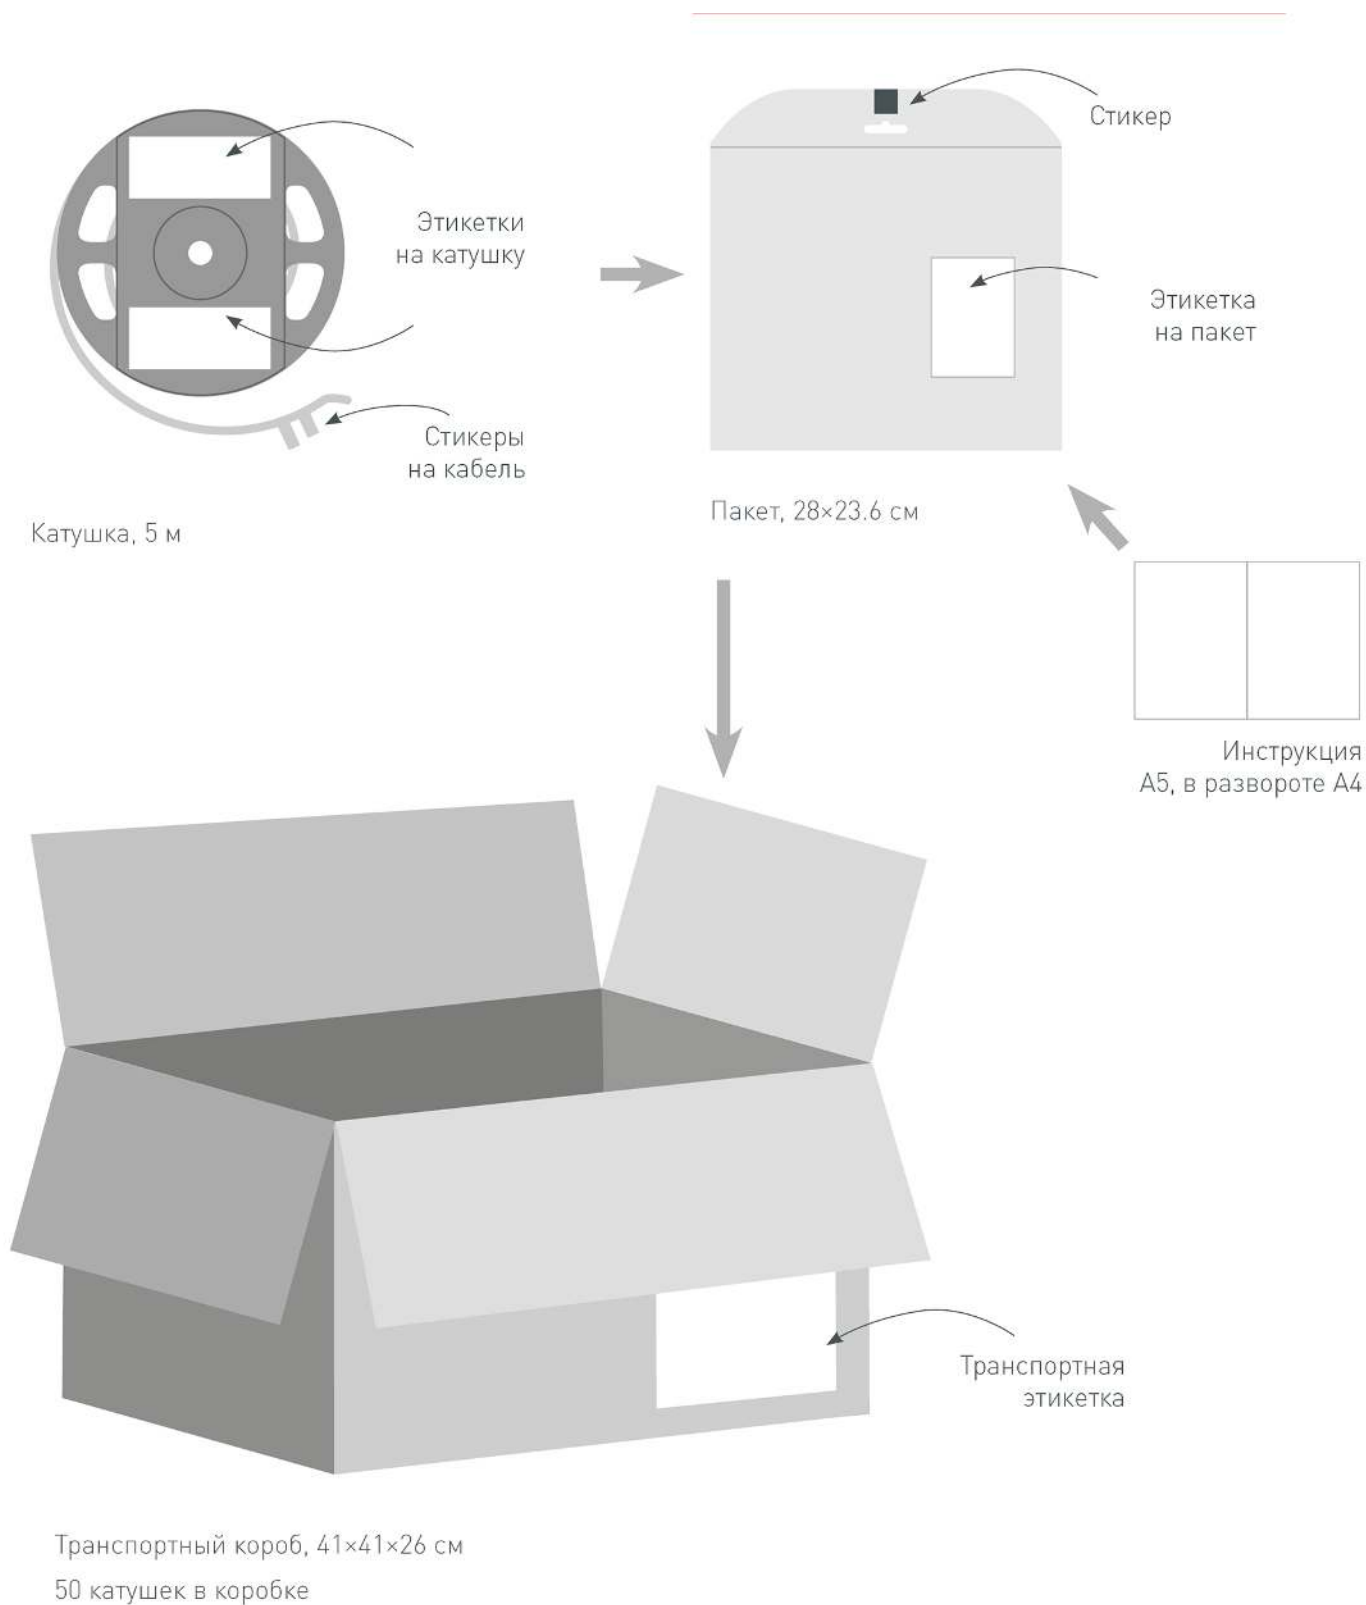 Стикер
Этикетки
на катушку
Этикетка
на пакет
Стикеры
на кабель
Катушка, 5 м
Пакет, 28×23.6 см
Инструкция
А5, в развороте А4
Транспортная
этикетка
Транспортный короб, 41×41×26 см
50 катушек в коробке